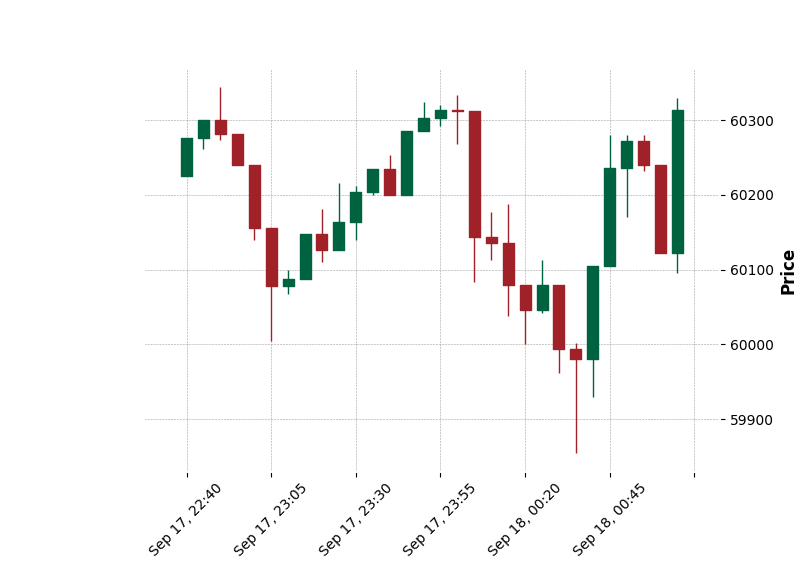 60300
60200
60100
60000
59900
Price
Sep 17, 22:40
Sep 17, 23:05
Sep 17, 23:30
Sep 17, 23:55
Sep 18, 00:20
Sep 18, 00:45